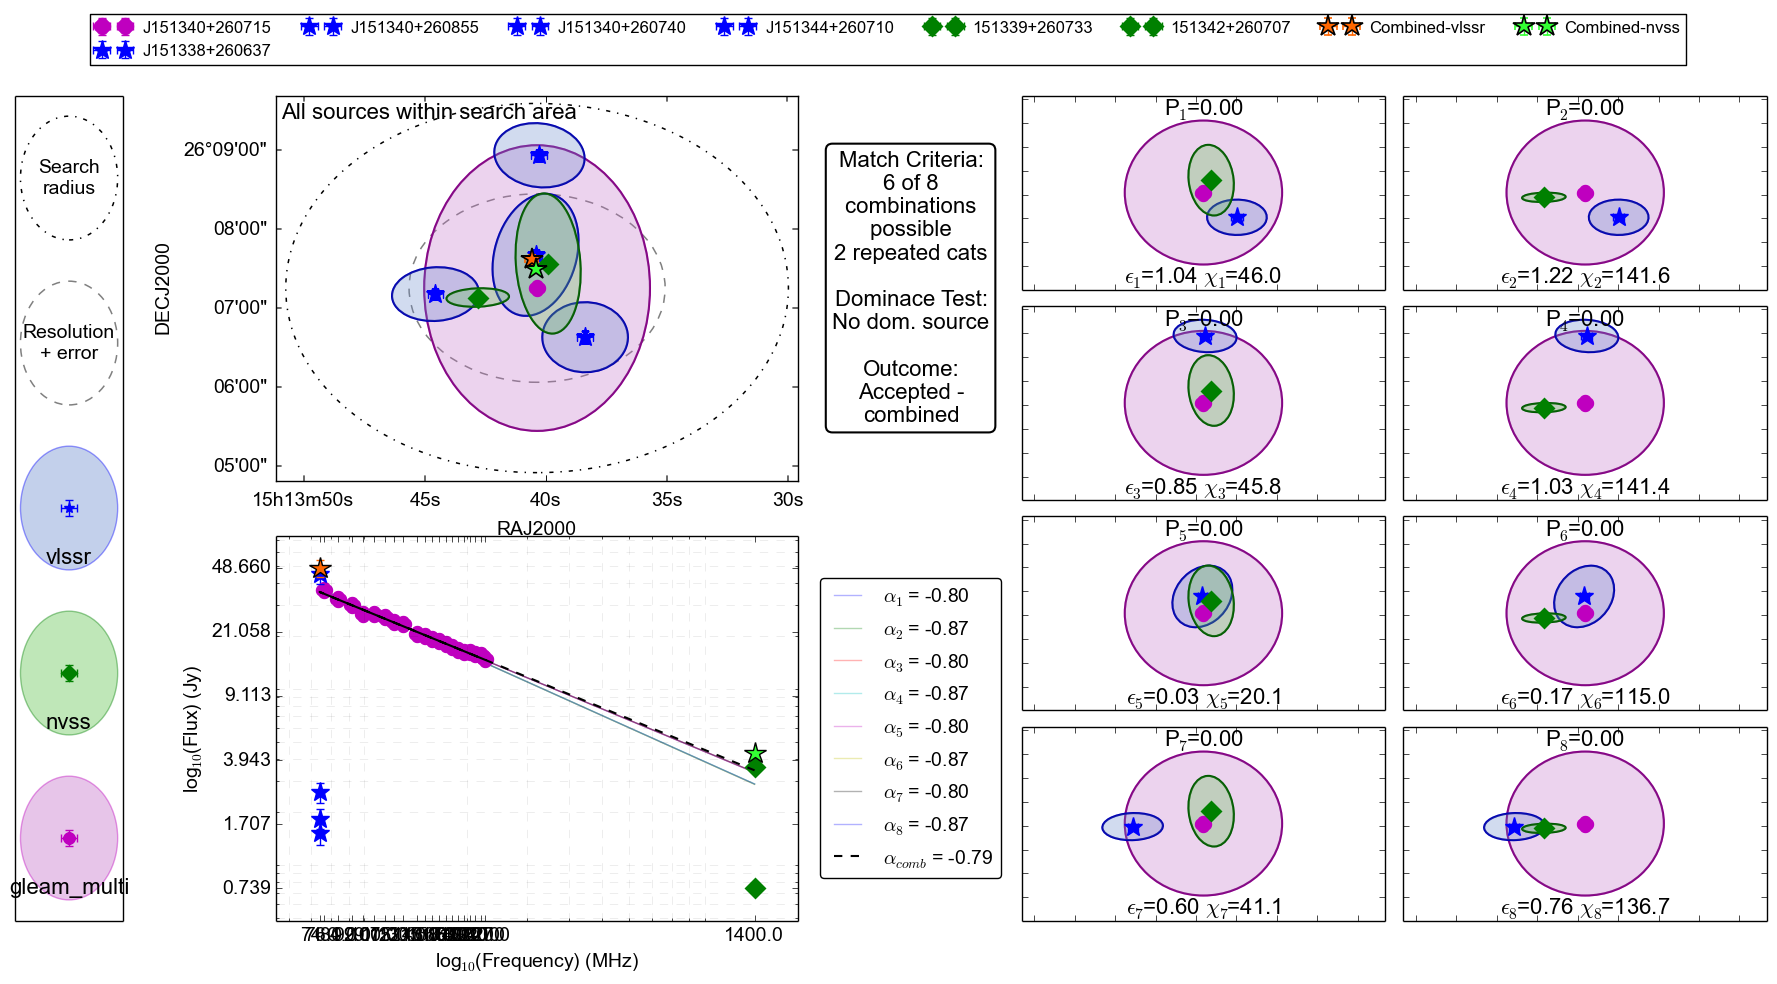 J151340+260715
J151340+260855
J151340+260740
J151344+260710
151339+260733
151342+260707
Combined-vlssr
Combined-nvss
J151338+260637
Search
radius
Resolution
+ error
vlssr
nvss
gleam_multi
All sources within search area
DECJ2000
26°09'00"
08'00"
07'00"
06'00"
05'00"
15h13m50s
45s
40s
35s
30s
RAJ2000
Match Criteria:
6 of 8
combinations
possible
2 repeated cats
Dominace Test:
No dom. source
Outcome:
Accepted -
combined
log₁₀(Flux) (Jy)
48.660
21.058
9.113
3.943
1.707
0.739
1400.0
log₁₀(Frequency) (MHz)
α₁ = -0.80
α₂ = -0.87
α₃ = -0.80
α₄ = -0.87
α₅ = -0.80
α₆ = -0.87
α₇ = -0.80
α₈ = -0.87
α_comb = -0.79
P₁=0.00
ϵ₁=1.04 χ₁=46.0
P₂=0.00
ϵ₂=1.22 χ₂=141.6
P₃=0.00
ϵ₃=0.85 χ₃=45.8
P₄=0.00
ϵ₄=1.03 χ₄=141.4
P₅=0.00
ϵ₅=0.03 χ₅=20.1
P₆=0.00
ϵ₆=0.17 χ₆=115.0
P₇=0.00
ϵ₇=0.60 χ₇=41.1
P₈=0.00
ϵ₈=0.76 χ₈=136.7